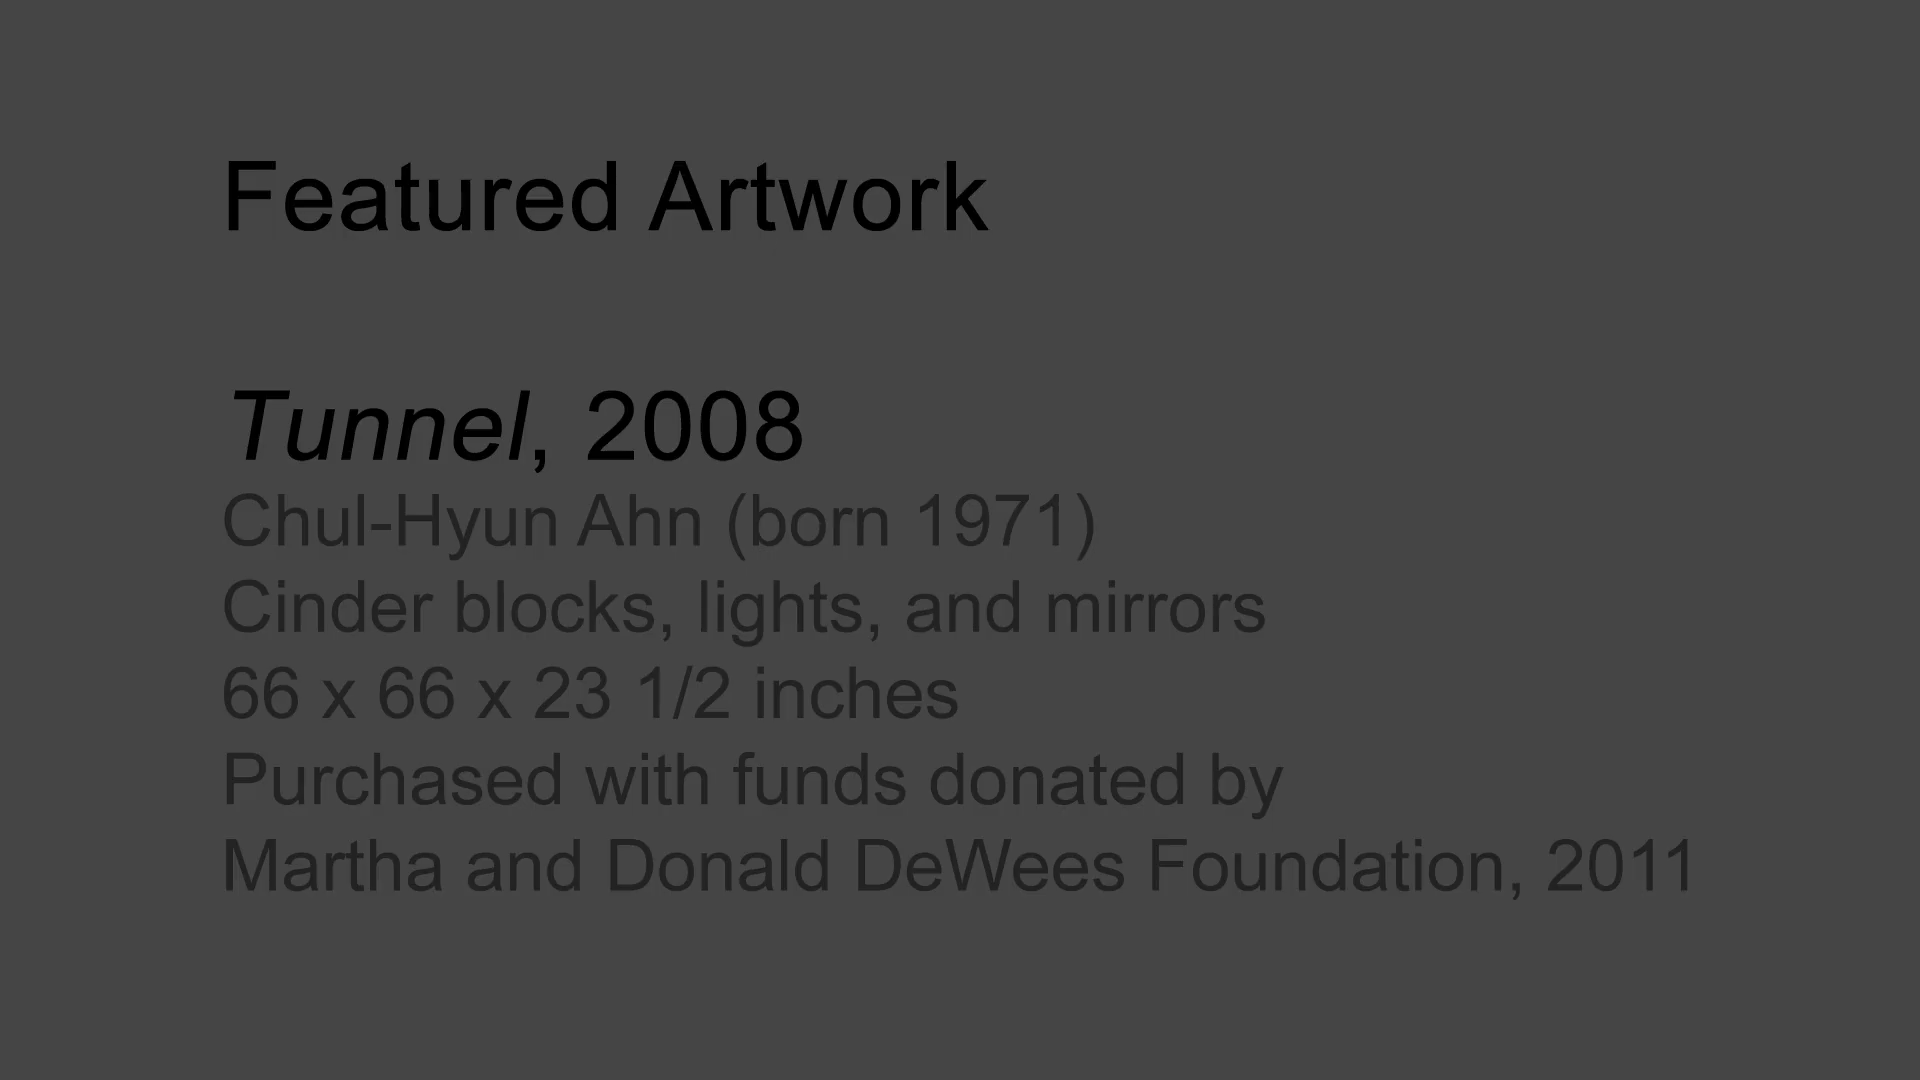 Featured Artwork
Tunnel, 2008
Chul-Hyun Ahn (born 1971)
Cinder blocks, lights, and mirrors
66 x 66 x 23 1/2 inches
Purchased with funds donated by
Martha and Donald DeWees Foundation, 2011